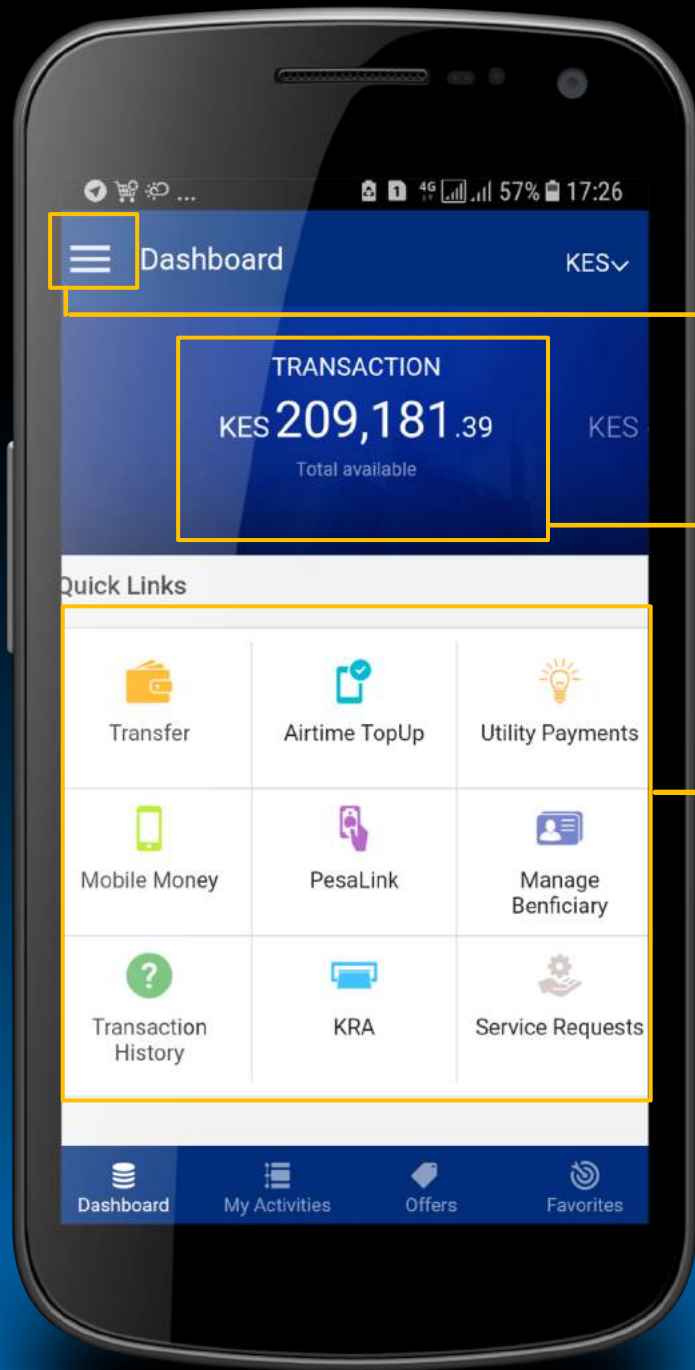 ... 4G 57% 17:26
Dashboard KES
TRANSACTION
KES 209,181.39 KES
Total available
Quick Links
Transfer Airtime TopUp Utility Payments
Mobile Money PesaLink Manage
Benficiary
Transaction KRA Service Requests
History
Dashboard My Activities Offers Favorites